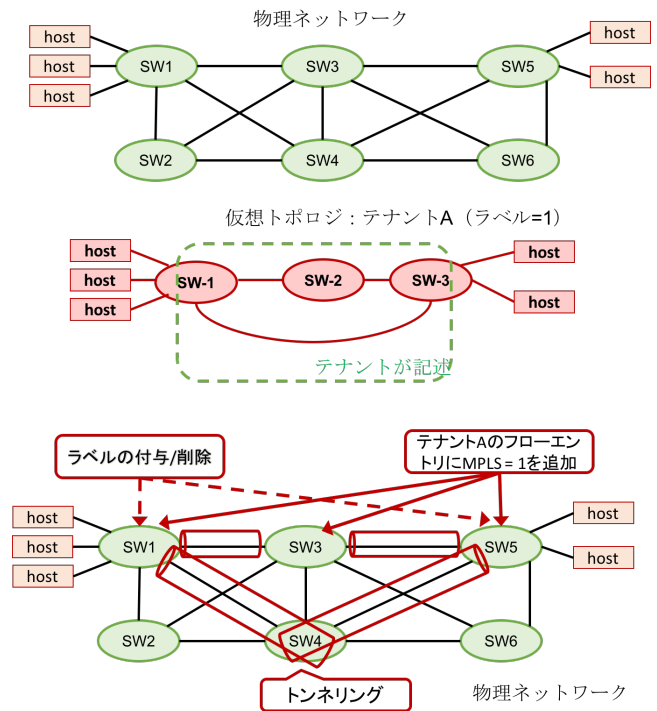 物理ネットワーク
host
host
host
host
host
SW1
SW3
SW5
SW2
SW4
SW6
仮想トポロジ：テナントA（ラベル=1）
host
host
host
host
host
SW-1
SW-2
SW-3
テナントが記述
ラベルの付与/削除
テナントAのフローエン
トリにMPLS = 1を追加
host
host
host
host
host
SW1
SW3
SW5
SW2
SW4
SW6
トンネリング
物理ネットワーク